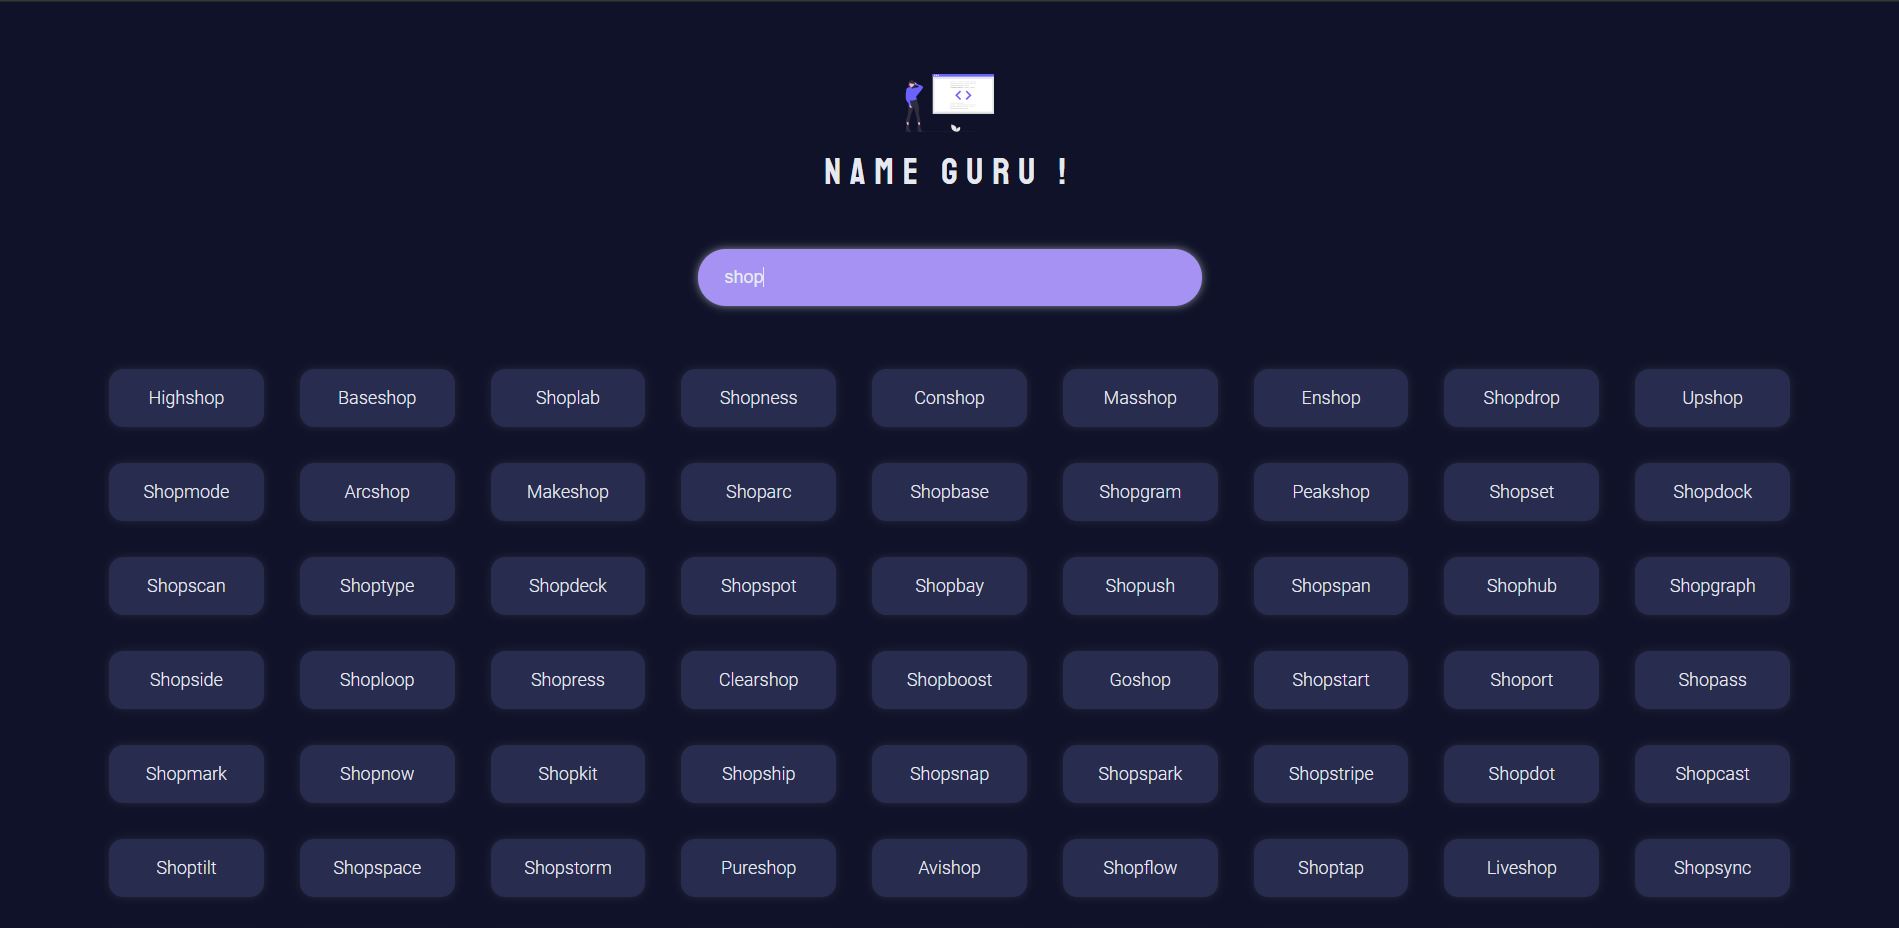 NAME GURU !
shop
Highshop Baseshop Shoplab Shopness Conshop Masshop Enshop Shopdrop Upshop
Shopmode Arcshop Makeshop Shoparc Shopbase Shopgram Peakshop Shopset Shopdock
Shopscan Shoptype Shopdeck Shopspot Shopbay Shopush Shopspan Shophub Shopgraph
Shopside Shoploop Shopress Clearshop Shopboost Goshop Shopstart Shoport Shopass
Shopmark Shopnow Shopkit Shopship Shopsnap Shopspark Shopstripe Shopdot Shopcast
Shoptilt Shopspace Shopstorm Pureshop Avishop Shopflow Shoptap Liveshop Shopsync